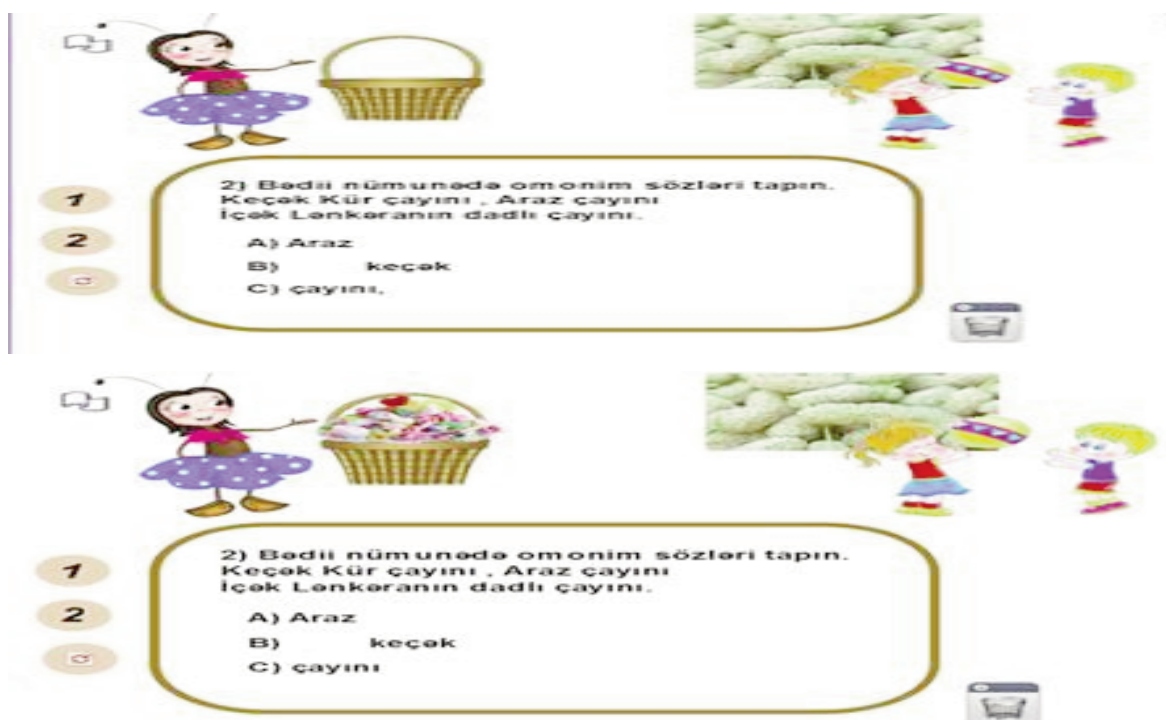 2) Bədii nümunədə omonim sözləri tapın.
Keçək Kür çayını , Araz çayını
İçək Lənkəranın dadlı çayını.
A) Araz
B) keçək
C) çayını,
1
2
2) Bədii nümunədə omonim sözləri tapın.
Keçək Kür çayını , Araz çayını
İçək Lənkəranın dadlı çayını.
A) Araz
B) keçək
C) çayını
1
2